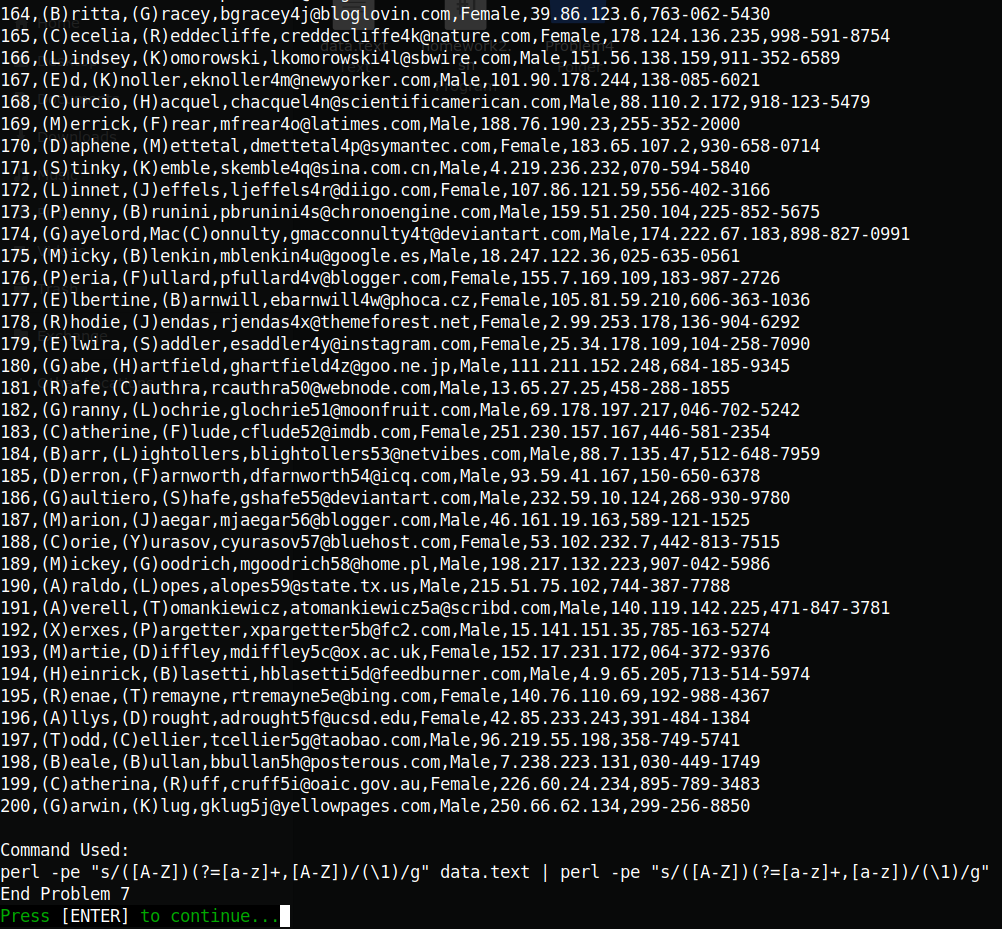 164,(B)ritta,(G)racey,bgracey4j@bloglovin.com,Female,39.86.123.6,763-062-5430
165,(C)ecelia,(R)eddecliffe,creddecliffe4k@nature.com,Female,178.124.136.235,998-591-8754
166,(L)indsey,(K)omorowski,lkomorowski4l@sbwire.com,Male,151.56.138.159,911-352-6589
167,(E)d,(K)noller,eknoller4m@newyorker.com,Male,101.90.178.244,138-085-6021
168,(C)urcio,(H)acquel,chacquel4n@scientificamerican.com,Male,88.110.2.172,918-123-5479
169,(M)errick,(F)rear,mfrear4o@latimes.com,Male,188.76.190.23,255-352-2000
170,(D)aphene,(M)ettetal,dmettetal4p@symantec.com,Female,183.65.107.2,930-658-0714
171,(S)tinky,(K)emble,skemble4q@sina.com.cn,Male,4.219.236.232,070-594-5840
172,(L)innet,(J)effels,ljeffels4r@diigo.com,Female,107.86.121.59,556-402-3166
173,(P)enny,(B)runini,pbrunini4s@chronoengine.com,Male,159.51.250.104,225-852-5675
174,(G)ayelord,Mac(C)onnulty,gmacconnulty4t@deviantart.com,Male,174.222.67.183,898-827-0991
175,(M)icky,(B)lenkin,mblenkin4u@google.es,Male,18.247.122.36,025-635-0561
176,(P)eria,(F)ullard,pfullard4v@blogger.com,Female,155.7.169.109,183-987-2726
177,(E)lbertine,(B)arnwill,ebarnwill4w@phoca.cz,Female,105.81.59.210,606-363-1036
178,(R)hodie,(J)endas,rjendas4x@themeforest.net,Female,2.99.253.178,136-904-6292
179,(E)lwira,(S)addler,esaddler4y@instagram.com,Female,25.34.178.109,104-258-7090
180,(G)abe,(H)artfield,ghartfield4z@goo.ne.jp,Male,111.211.152.248,684-185-9345
181,(R)afe,(C)authra,rcauthra50@webnode.com,Male,13.65.27.25,458-288-1855
182,(G)ranny,(L)ochrie,glochrie51@moonfruit.com,Male,69.178.197.217,046-702-5242
183,(C)atherine,(F)lude,cflude52@imdb.com,Female,251.230.157.167,446-581-2354
184,(B)arr,(L)ightollers,blightollers53@netvibes.com,Male,88.7.135.47,512-648-7959
185,(D)erron,(F)arnworth,dfarnworth54@icq.com,Male,93.59.41.167,150-650-6378
186,(G)aultiero,(S)hafe,gshafe55@deviantart.com,Male,232.59.10.124,268-930-9780
187,(M)arion,(J)aegar,mjaegar56@blogger.com,Male,46.161.19.163,589-121-1525
188,(C)orie,(Y)urasov,cyurasov57@bluehost.com,Female,53.102.232.7,442-813-7515
189,(M)ickey,(G)oodrich,mgoodrich58@home.pl,Male,198.217.132.223,907-042-5986
190,(A)raldo,(L)opes,alopes59@state.tx.us,Male,215.51.75.102,744-387-7788
191,(A)verell,(T)omankiewicz,atomankiewicz5a@scribd.com,Male,140.119.142.225,471-847-3781
192,(X)erxes,(P)argetter,xpargetter5b@fc2.com,Male,15.141.151.35,785-163-5274
193,(M)artie,(D)iffley,mdiffley5c@ox.ac.uk,Female,152.17.231.172,064-372-9376
194,(H)einrick,(B)lasetti,hblasetti5d@feedburner.com,Male,4.9.65.205,713-514-5974
195,(R)enae,(T)remayne,rtremayne5e@bing.com,Female,140.76.110.69,192-988-4367
196,(A)llys,(D)rought,adrought5f@ucsd.edu,Female,42.85.233.243,391-484-1384
197,(T)odd,(C)ellier,tcellier5g@taobao.com,Male,96.219.55.198,358-749-5741
198,(B)eale,(B)ullan,bbullan5h@posterous.com,Male,7.238.223.131,030-449-1749
199,(C)atherina,(R)uff,cruff5i@oaic.gov.au,Female,226.60.24.234,895-789-3483
200,(G)arwin,(K)lug,gklug5j@yellowpages.com,Male,250.66.62.134,299-256-8850
Command Used:
perl -pe "s/([A-Z])(?=[a-z]+,[A-Z])/(\1)/g" data.text | perl -pe "s/([A-Z])(?=[a-z]+,[a-z])/(\1)/g"
End Problem 7
Press [ENTER] to continue...